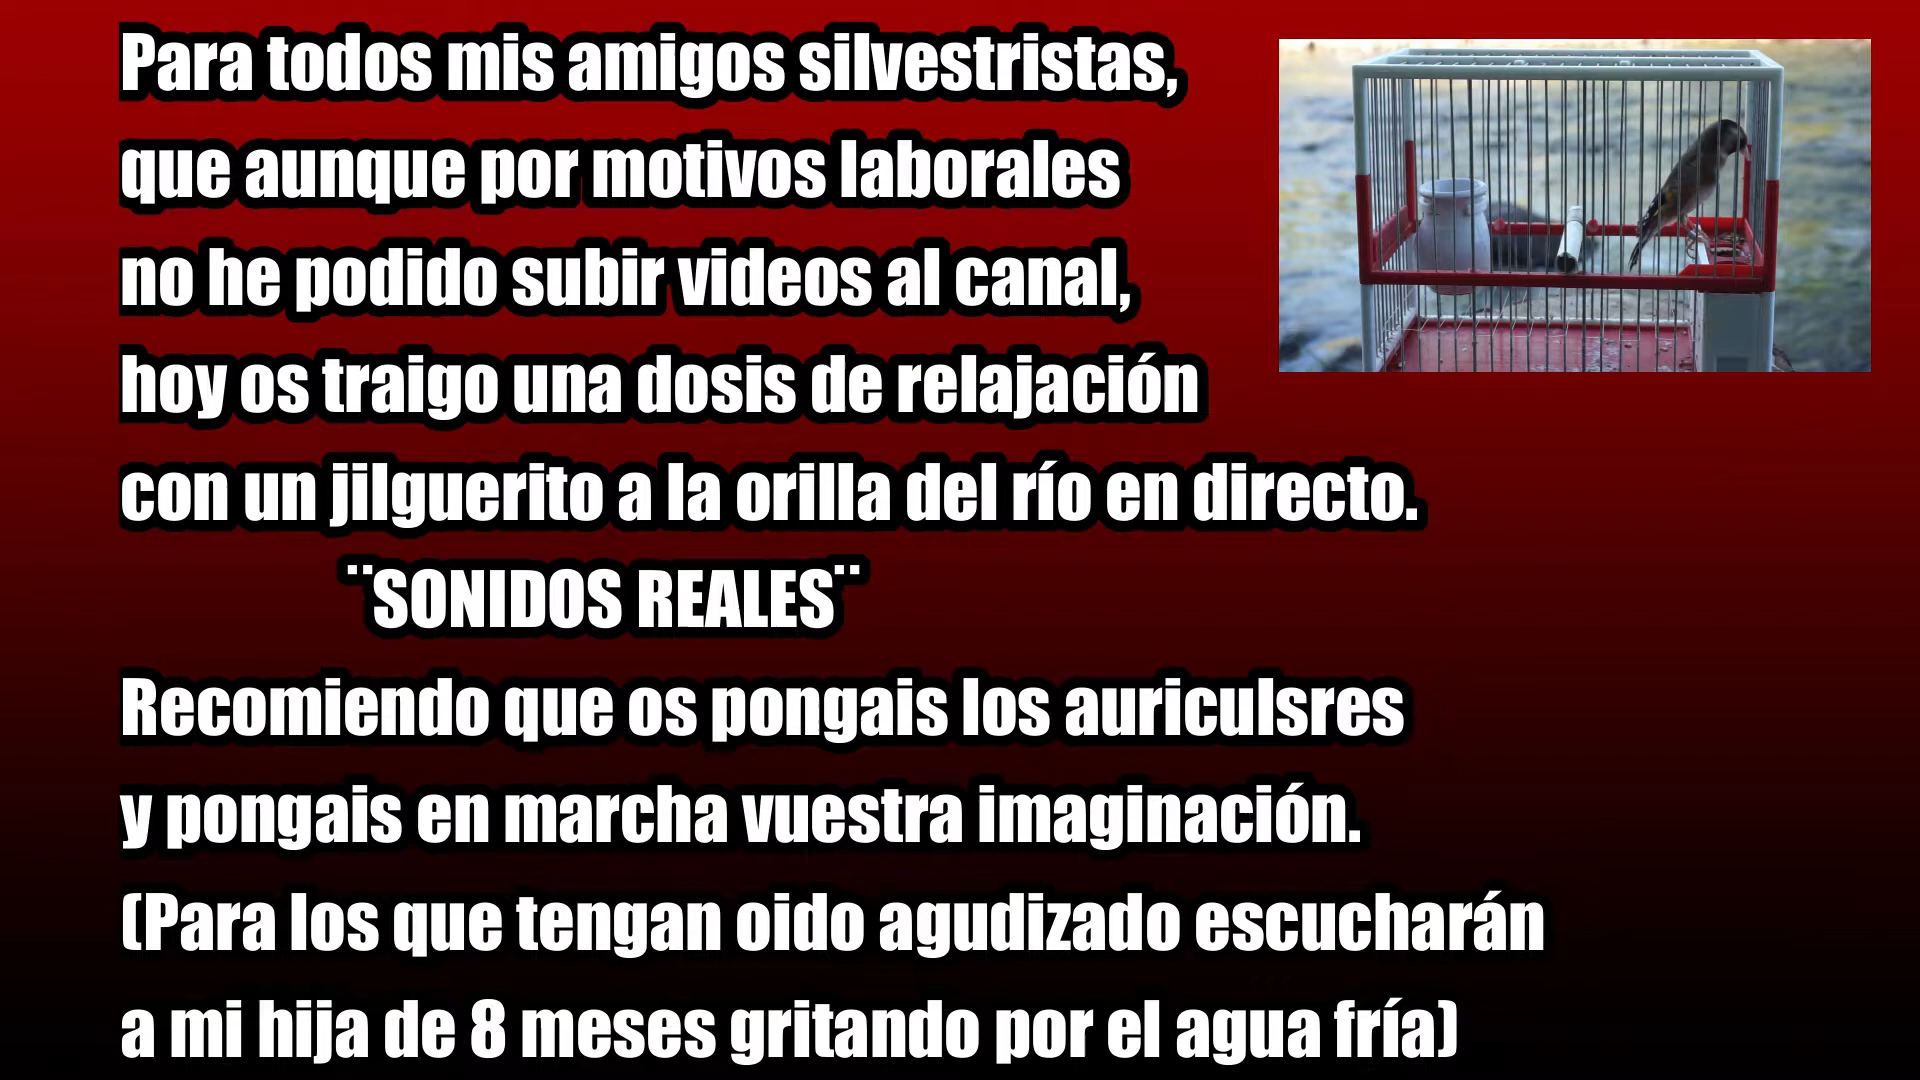 Para todos mis amigos silvestristas,
que aunque por motivos laborales
no he podido subir videos al canal,
hoy os traigo una dosis de relajación
con un jilguerito a la orilla del río en directo.
¨SONIDOS REALES¨
Recomiendo que os pongais los auriculsres
y pongais en marcha vuestra imaginación.
(Para los que tengan oido agudizado escucharán
a mi hija de 8 meses gritando por el agua fría)